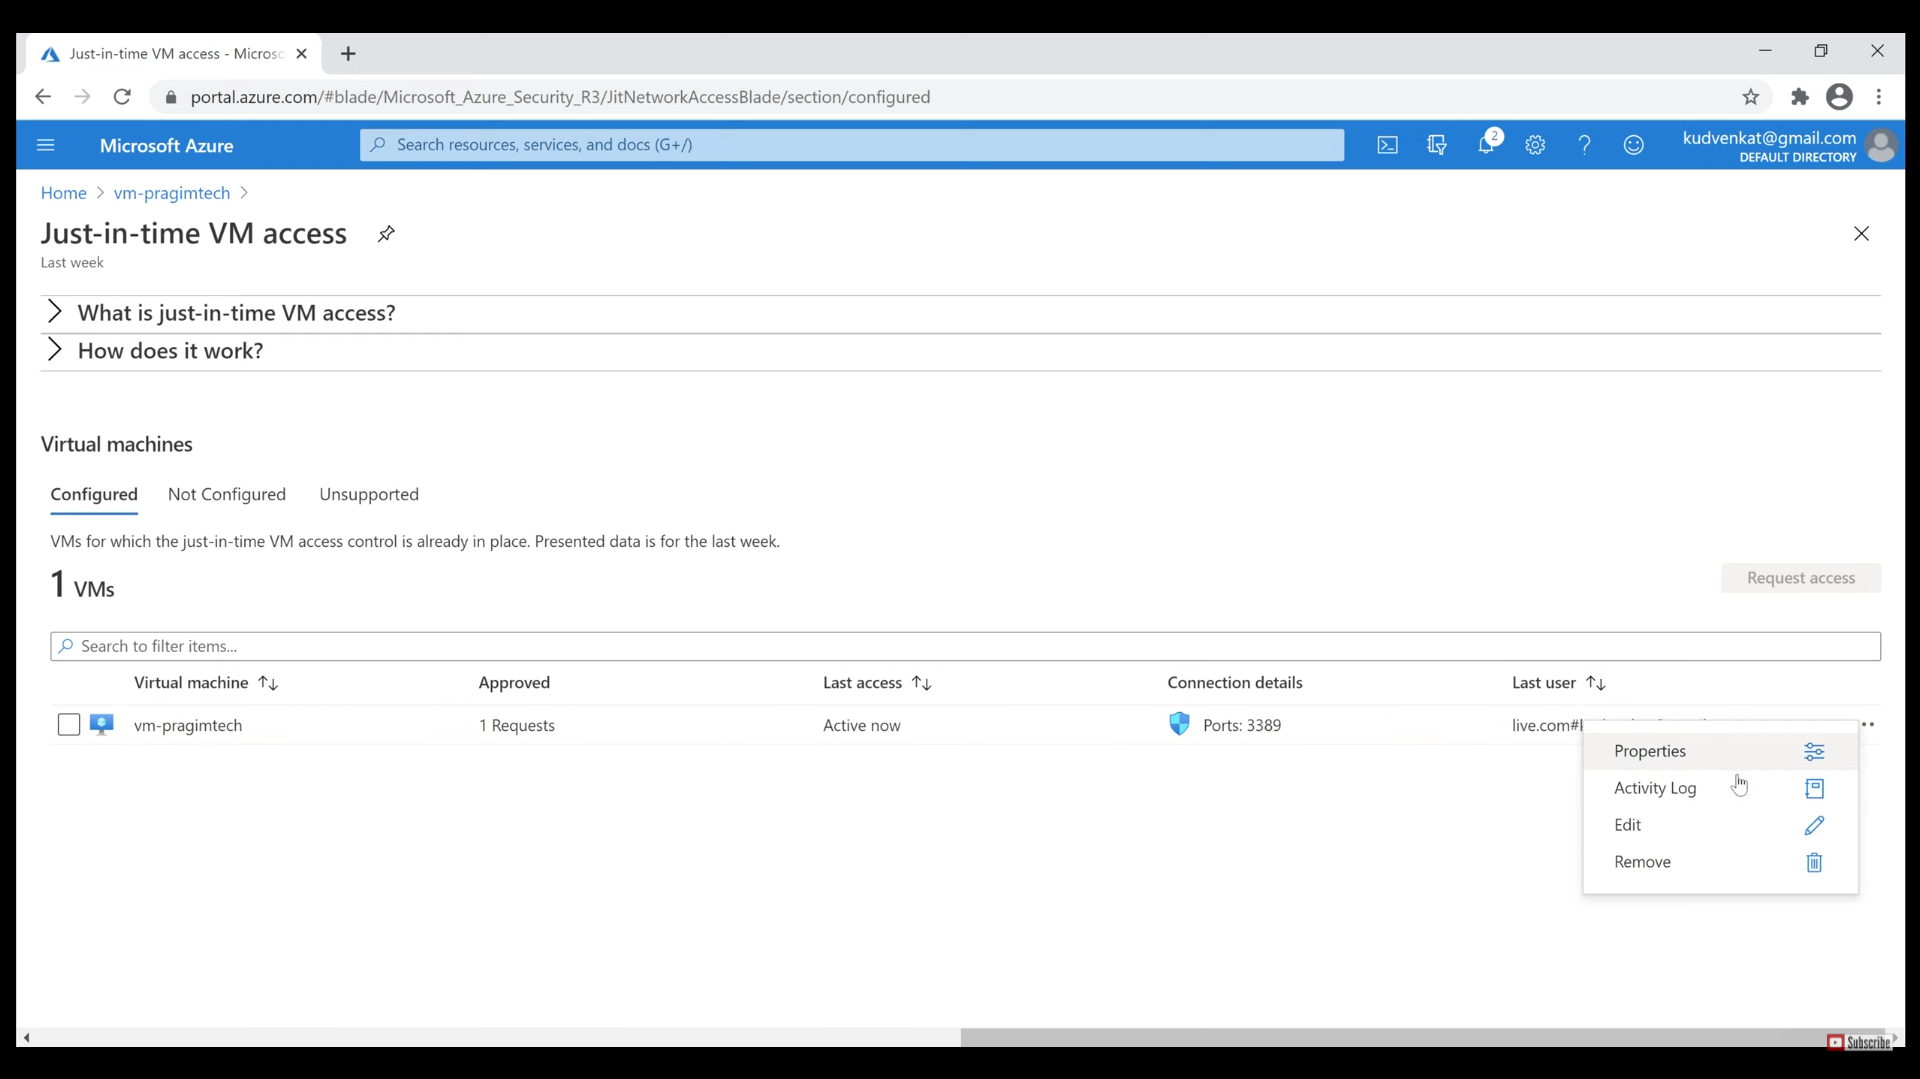 Just-in-time VM access - Micros
portal.azure.com/#blade/Microsoft_Azure_Security_R3/JitNetworkAccessBlade/section/configured
Microsoft Azure
Search resources, services, and docs (G+/)
2
kudvenkat@gmail.com
DEFAULT DIRECTORY
Home > vm-pragimtech >
Just-in-time VM access
Last week
What is just-in-time VM access?
How does it work?
Virtual machines
Configured Not Configured Unsupported
VMs for which the just-in-time VM access control is already in place. Presented data is for the last week.
1 VMs
Request access
Search to filter items...
Virtual machine Approved Last access Connection details Last user
vm-pragimtech 1 Requests Active now Ports: 3389 live.com#
Properties
Activity Log
Edit
Remove
Subscribe